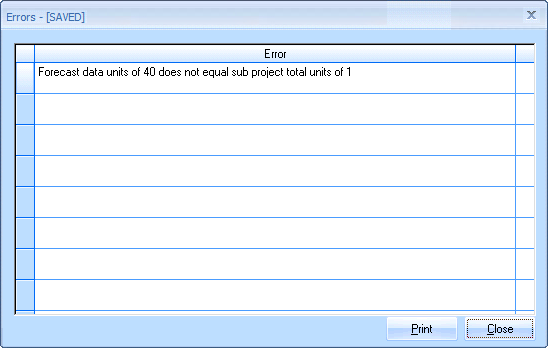 Errors - [SAVED]
Error
Forecast data units of 40 does not equal sub project total units of 1
Print
Close